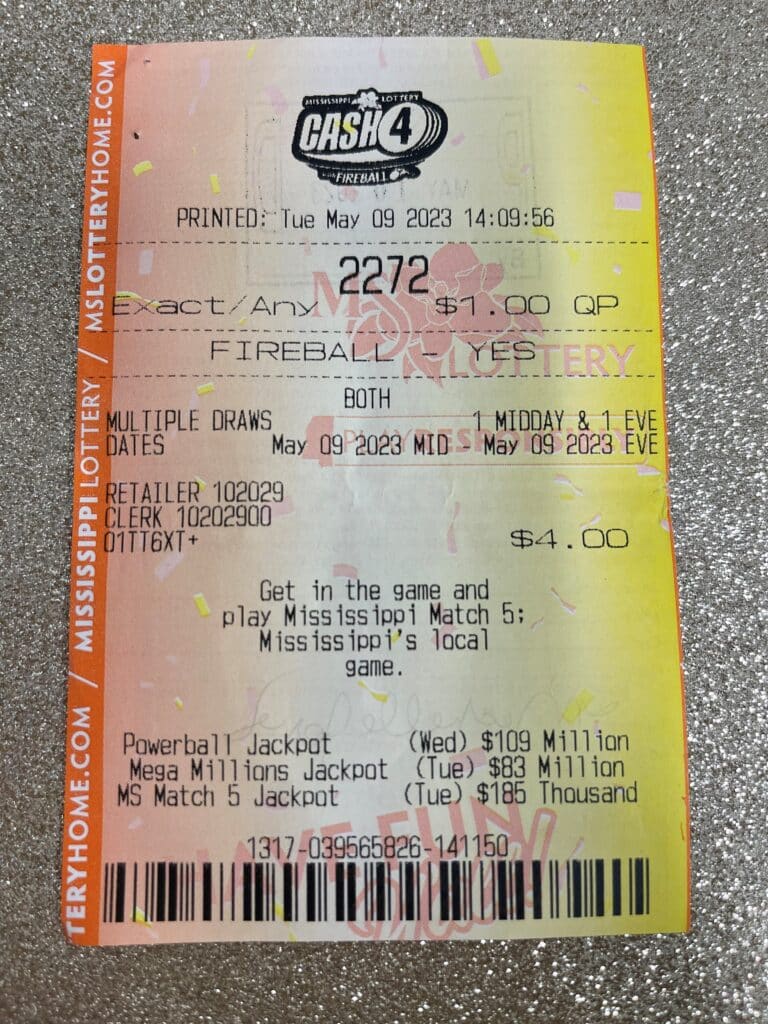 MISSISSIPPI LOTTERY
CASH 4
FIREBALL
PRINTED: Tue May 09 2023 14:09:56
2272
Exact/Any $1.00 QP
FIREBALL - YES
BOTH
MULTIPLE DRAWS 1 MIDDAY & 1 EVE
DATES May 09 2023 MID - May 09 2023 EVE
RETAILER 102029
CLERK 10202900
01TT6XT+ $4.00
Get in the game and
play Mississippi Match 5;
Mississippi's local
game.
Powerball Jackpot (Wed) $109 Million
Mega Millions Jackpot (Tue) $83 Million
MS Match 5 Jackpot (Tue) $185 Thousand
1317-039565826-141150
TERYHOME.COM / MISSISSIPPI LOTTERY / MSLOTTERYHOME.COM
MS
LOTTERY
PLAY RESPONSIBLY
HAVE FUN